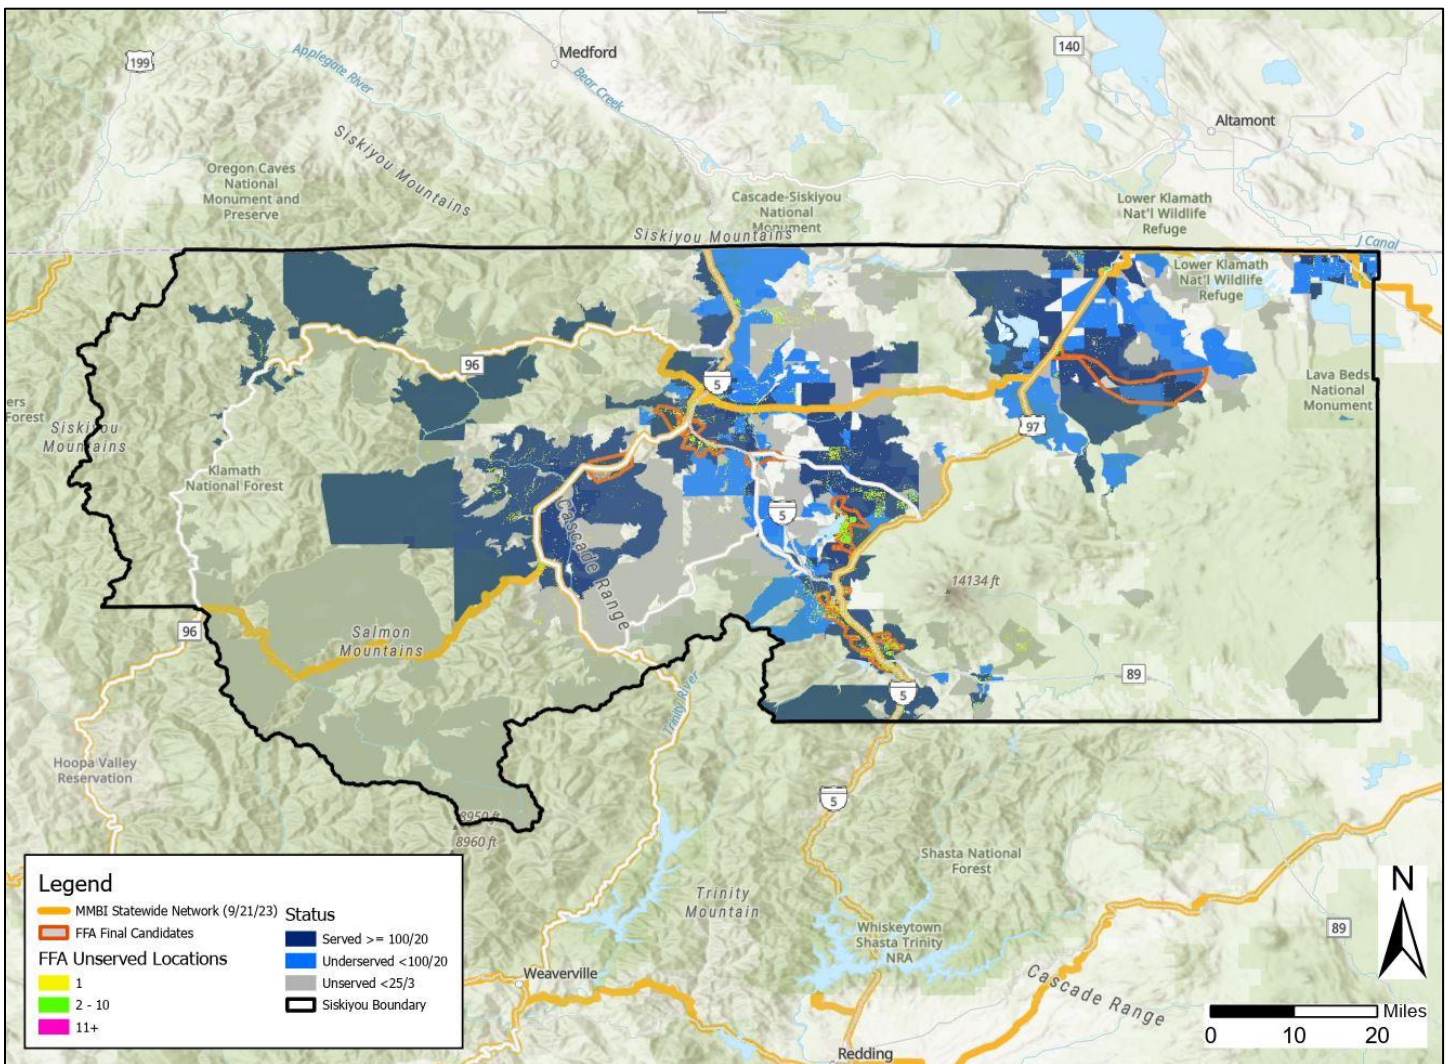 199
Applegate River
Medford
Bear Creek
140
Altamont
Siskiyou Mountains
Oregon Caves
National
Monument and
Preserve
Cascade-Siskiyou
National
Monument
Siskiyou Mountains
Lower Klamath
Nat'l Wildlife
Refuge
J Canal
Lower Klamath
Nat'l Wildlife
Refuge
96
5
97
Lava Beds
National
Monument
ers
Forest
Siskiyou
Mountains
Klamath
National Forest
Cascade Range
5
14134 ft
96
Salmon
Mountains
89
5
Trinity River
Hoopa Valley
Reservation
5
8950 ft
8960 ft
Shasta National
Forest
Trinity
Mountain
Whiskeytown
Shasta Trinity
NRA
89
Weaverville
Cascade Range
Redding
Legend
MMBI Statewide Network (9/21/23)
FFA Final Candidates
FFA Unserved Locations
1
2 - 10
11+
Status
Served >= 100/20
Underserved <100/20
Unserved <25/3
Siskiyou Boundary
N
Miles
0 10 20